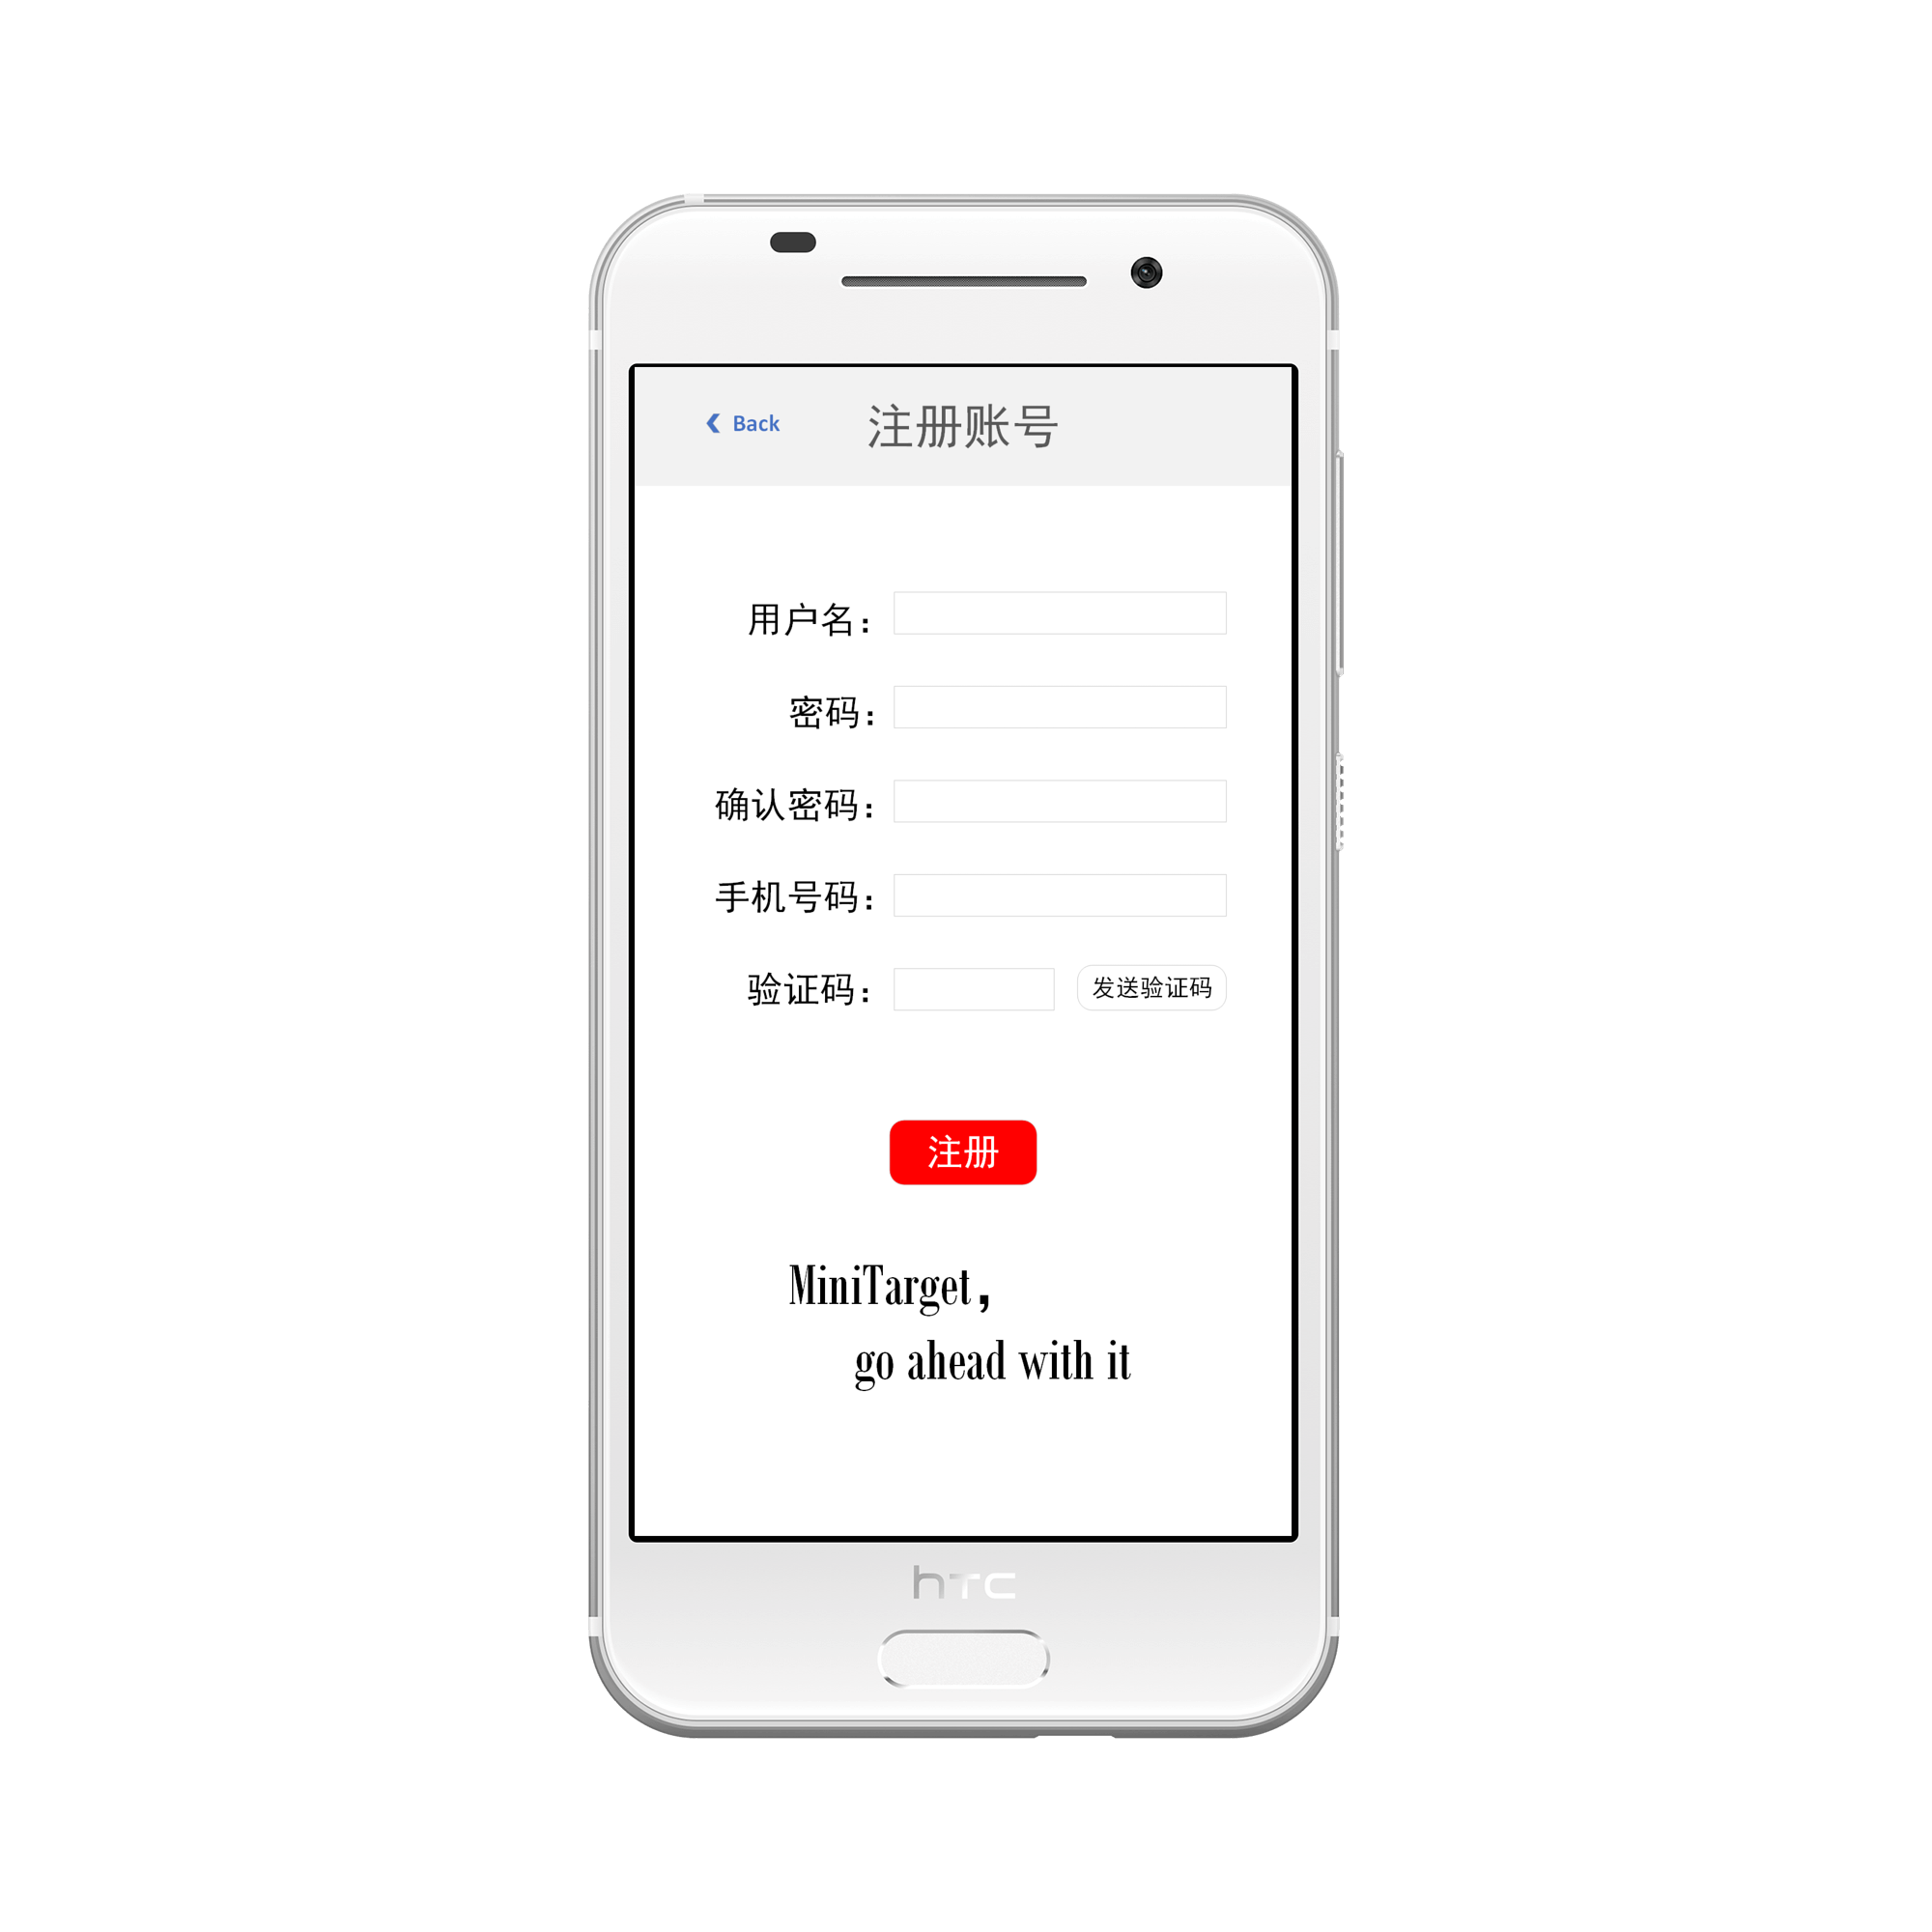 Back
注册账号
用户名：
密码：
确认密码：
手机号码：
验证码：
发送验证码
注册
MiniTarget，
go ahead with it
hTC